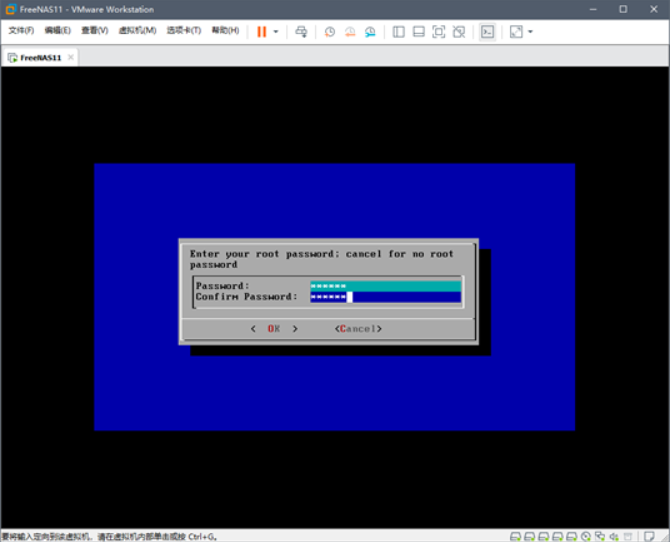 FreeNAS11 - VMware Workstation
文件(F) 编辑(E) 查看(V) 虚拟机(M) 选项卡(T) 帮助(H)
FreeNAS11
Enter your root password; cancel for no root
password
Password: ******
Confirm Password: ******
< OK > <Cancel>
要将输入定向到该虚拟机，请在虚拟机内部单击或按 Ctrl+G。